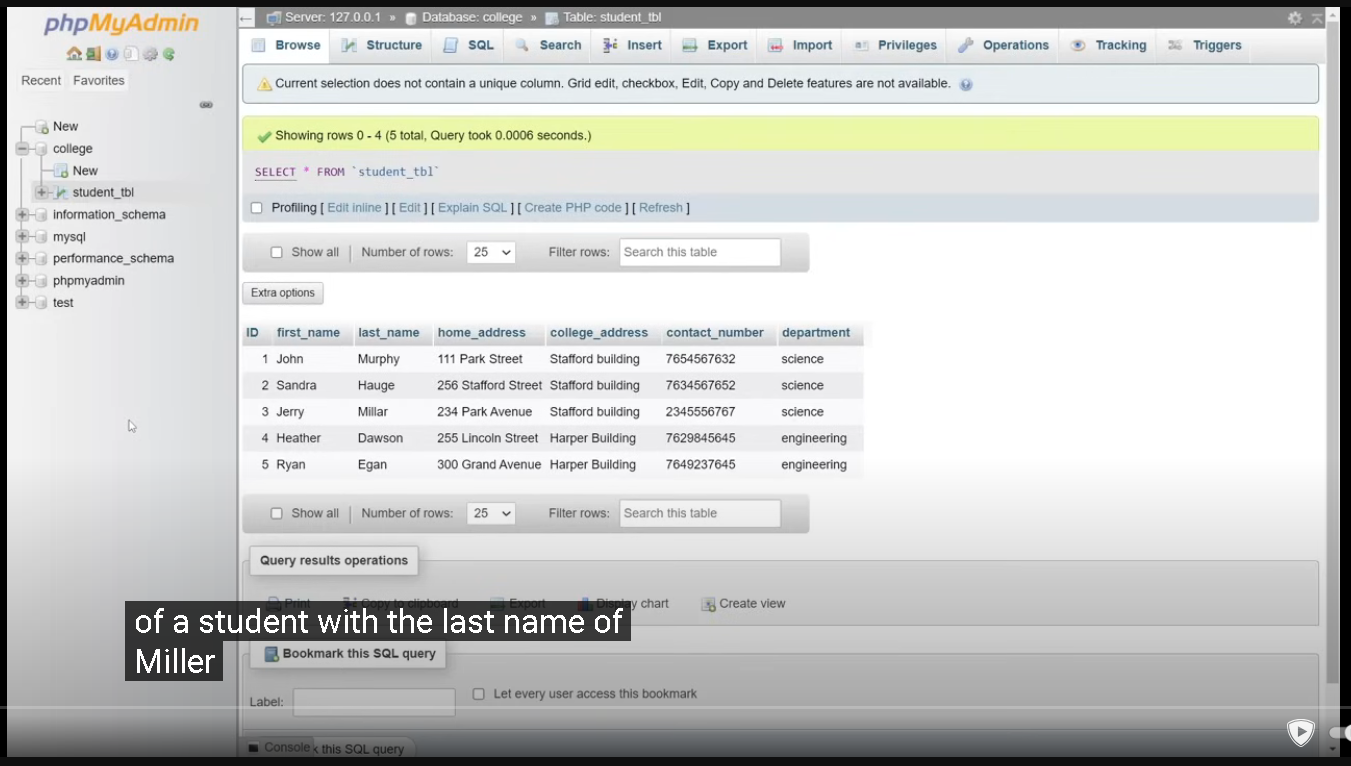 phpMyAdmin
Recent Favorites
New
college
New
student_tbl
information_schema
mysql
performance_schema
phpmyadmin
test
Server: 127.0.0.1 » Database: college » Table: student_tbl
Browse Structure SQL Search Insert Export Import Privileges Operations Tracking Triggers
Current selection does not contain a unique column. Grid edit, checkbox, Edit, Copy and Delete features are not available.
Showing rows 0 - 4 (5 total, Query took 0.0006 seconds.)
SELECT * FROM `student_tbl`
Profiling [ Edit inline ] [ Edit ] [ Explain SQL ] [ Create PHP code ] [ Refresh ]
Show all Number of rows: 25 Filter rows: Search this table
Extra options
ID first_name last_name home_address college_address contact_number department
1 John Murphy 111 Park Street Stafford building 7654567632 science
2 Sandra Hauge 256 Stafford Street Stafford building 7634567652 science
3 Jerry Millar 234 Park Avenue Stafford building 2345556767 science
4 Heather Dawson 255 Lincoln Street Harper Building 7629845645 engineering
5 Ryan Egan 300 Grand Avenue Harper Building 7649237645 engineering
Show all Number of rows: 25 Filter rows: Search this table
Query results operations
Print Copy to clipboard Export Display chart Create view
of a student with the last name of
Miller
Bookmark this SQL query
Label: Let every user access this bookmark
Console k this SQL query